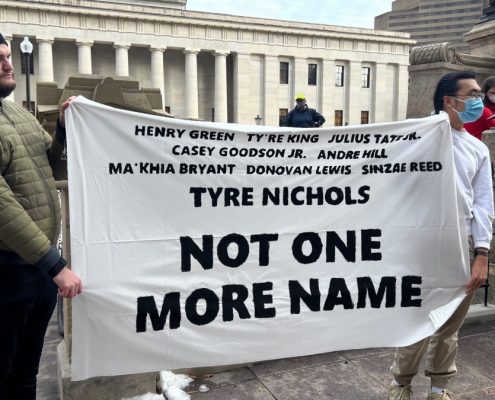 HENRY GREEN TY'RE KING JULIUS TATE JR.
CASEY GOODSON JR. ANDRE HILL
MA'KHIA BRYANT DONOVAN LEWIS SINZAE REED
TYRE NICHOLS
NOT ONE
MORE NAME